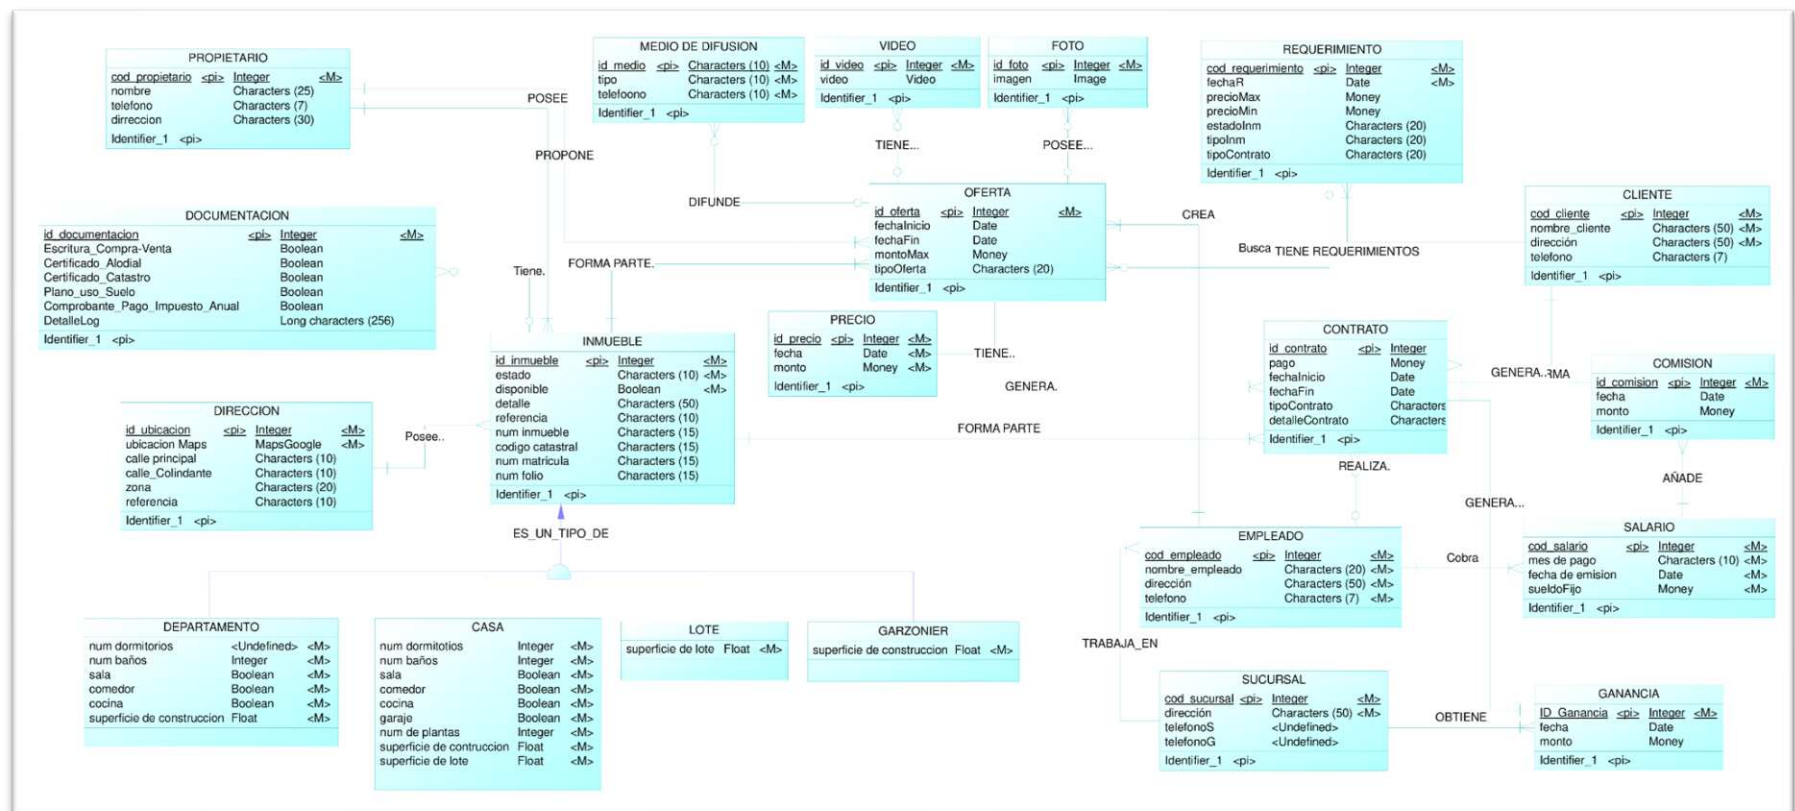 PROPIETARIO
cod_propietario <pi> Integer <M>
nombre Characters (25)
telefono Characters (7)
dirreccion Characters (30)
Identifier_1 <pi>
MEDIO DE DIFUSION
id_medio <pi> Characters (10) <M>
tipo Characters (10) <M>
telefoono Characters (10) <M>
Identifier_1 <pi>
VIDEO
id_video <pi> Integer <M>
video Video
Identifier_1 <pi>
FOTO
id_foto <pi> Integer <M>
imagen Image
Identifier_1 <pi>
REQUERIMIENTO
cod_requerimiento <pi> Integer <M>
fechaR Date <M>
precioMax Money
precioMin Money
estadoInm Characters (20)
tipoInm Characters (20)
tipoContrato Characters (20)
Identifier_1 <pi>
POSEE
PROPONE
TIENE...
POSEE...
DIFUNDE
DOCUMENTACION
id_documentacion <pi> Integer <M>
Escritura_Compra-Venta Boolean
Certificado_Alodial Boolean
Certificado_Catastro Boolean
Plano_uso_Suelo Boolean
Comprobante_Pago_Impuesto_Anual Boolean
DetalleLog Long characters (256)
Identifier_1 <pi>
Tiene.
FORMA PARTE.
OFERTA
id_oferta <pi> Integer <M>
fechaInicio Date
fechaFin Date
montoMax Money
tipoOferta Characters (20)
Identifier_1 <pi>
CREA
Busca
TIENE REQUERIMIENTOS
CLIENTE
cod_cliente <pi> Integer <M>
nombre_cliente Characters (50) <M>
dirección Characters (50) <M>
telefono Characters (7)
Identifier_1 <pi>
INMUEBLE
id_inmueble <pi> Integer <M>
estado Characters (10) <M>
disponible Boolean <M>
detalle Characters (50)
referencia Characters (10)
num inmueble Characters (15)
codigo catastral Characters (15)
num matricula Characters (15)
num folio Characters (15)
Identifier_1 <pi>
PRECIO
id_precio <pi> Integer <M>
fecha Date <M>
monto Money <M>
Identifier_1 <pi>
TIENE..
GENERA.
FORMA PARTE
CONTRATO
id_contrato <pi> Integer
pago Money
fechaInicio Date
fechaFin Date
tipoContrato Characters
detalleContrato Characters
Identifier_1 <pi>
GENERA..
RMA
COMISION
id_comision <pi> Integer <M>
fecha Date
monto Money
Identifier_1 <pi>
DIRECCION
id_ubicacion <pi> Integer <M>
ubicacion Maps MapsGoogle <M>
calle principal Characters (10)
calle_Colindante Characters (10)
zona Characters (20)
referencia Characters (10)
Identifier_1 <pi>
Posee..
REALIZA.
AÑADE
GENERA...
ES_UN_TIPO_DE
EMPLEADO
cod_empleado <pi> Integer <M>
nombre_empleado Characters (20) <M>
dirección Characters (50) <M>
telefono Characters (7) <M>
Identifier_1 <pi>
Cobra
SALARIO
cod_salario <pi> Integer <M>
mes de pago Characters (10) <M>
fecha de emision Date <M>
sueldoFijo Money <M>
Identifier_1 <pi>
DEPARTAMENTO
num dormitorios <Undefined> <M>
num baños Integer <M>
sala Boolean <M>
comedor Boolean <M>
cocina Boolean <M>
superficie de construccion Float <M>
CASA
num dormitotios Integer <M>
num baños Integer <M>
sala Boolean <M>
comedor Boolean <M>
cocina Boolean <M>
garaje Boolean <M>
num de plantas Integer <M>
superficie de contruccion Float <M>
superficie de lote Float <M>
LOTE
superficie de lote Float <M>
GARZONIER
superficie de construccion Float <M>
TRABAJA_EN
SUCURSAL
cod_sucursal <pi> Integer <M>
dirección Characters (50) <M>
telefonoS <Undefined>
telefonoG <Undefined>
Identifier_1 <pi>
OBTIENE
GANANCIA
ID_Ganancia <pi> Integer <M>
fecha Date
monto Money
Identifier_1 <pi>